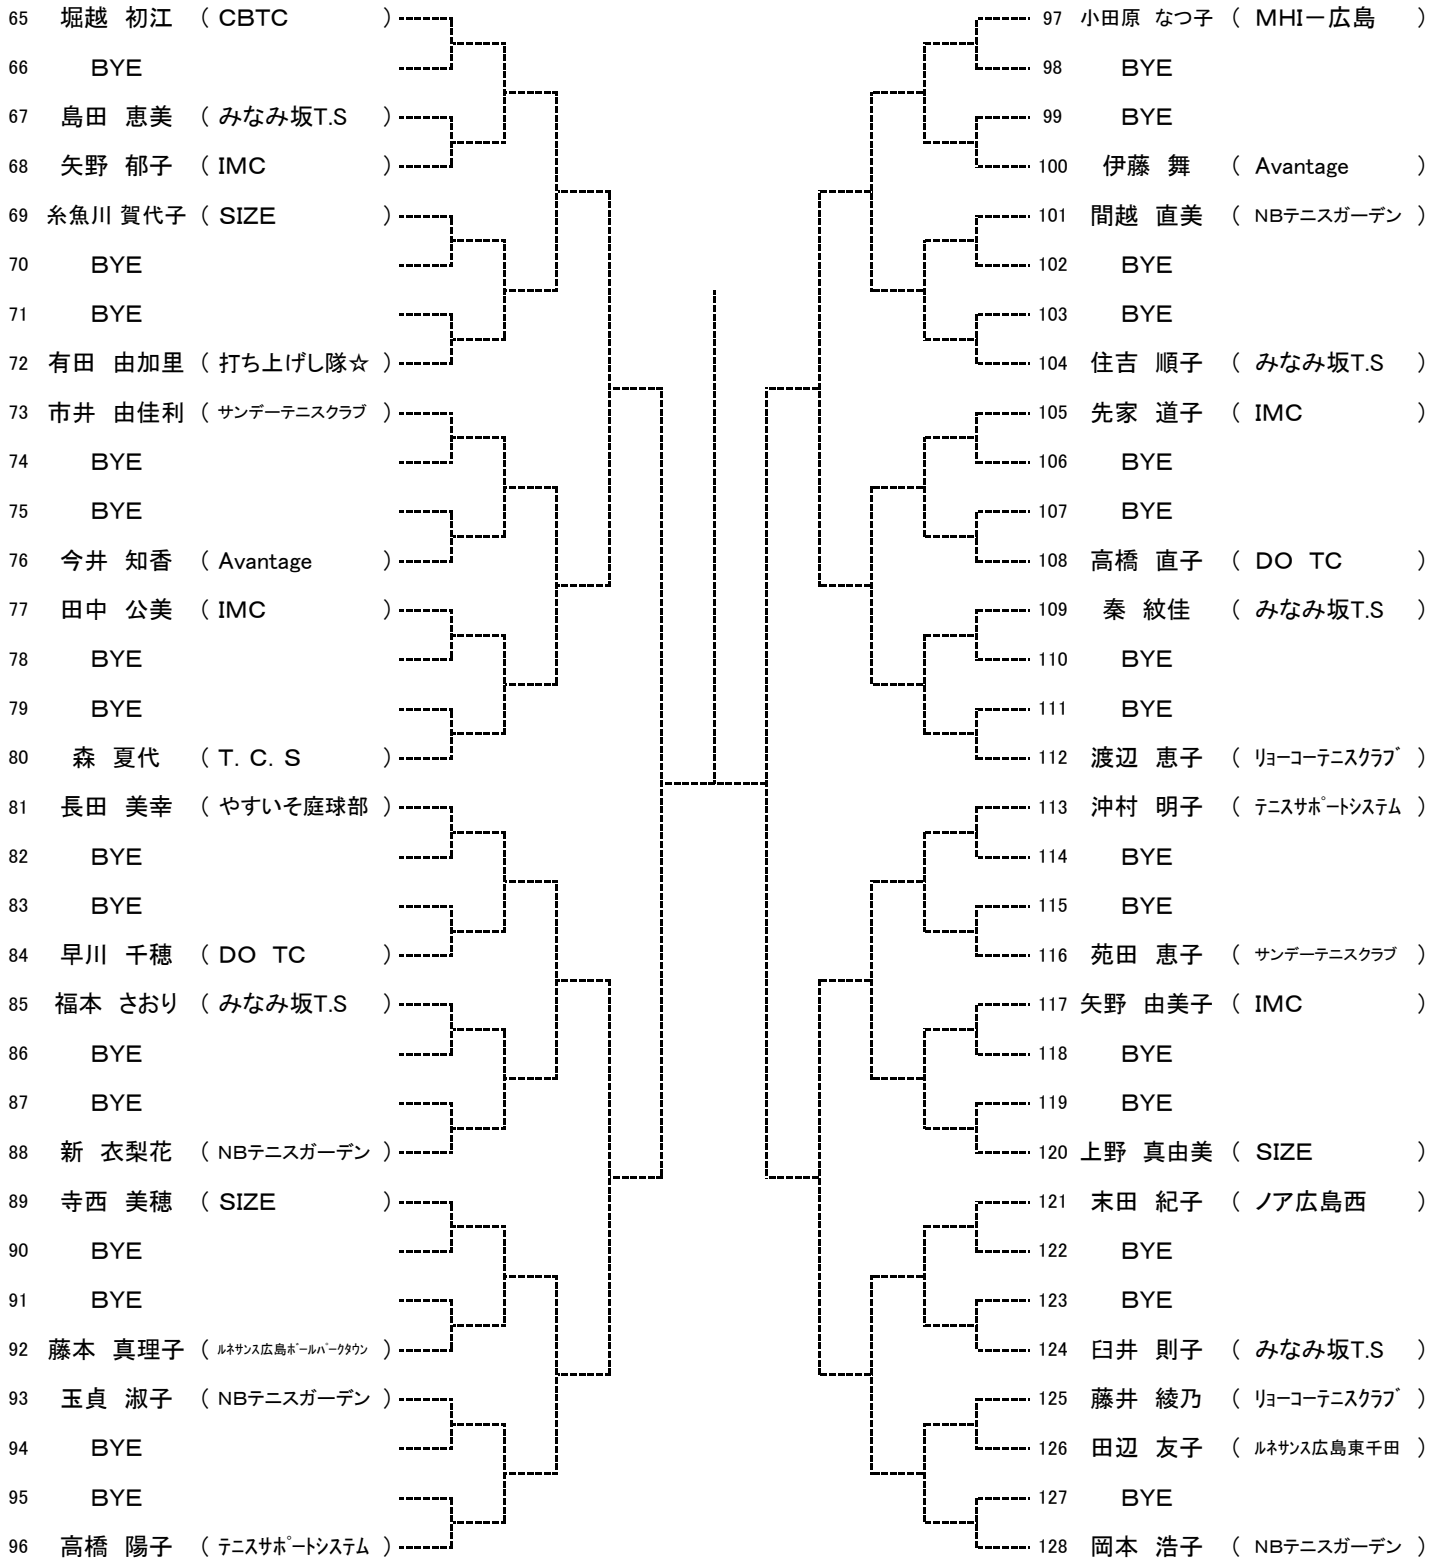 65 堀越 初江 ( CBTC )
66 BYE
67 島田 恵美 ( みなみ坂T.S )
68 矢野 郁子 ( IMC )
69 糸魚川 賀代子 ( SIZE )
70 BYE
71 BYE
72 有田 由加里 ( 打ち上げし隊☆ )
73 市井 由佳利 ( サンデーテニスクラブ )
74 BYE
75 BYE
76 今井 知香 ( Avantage )
77 田中 公美 ( IMC )
78 BYE
79 BYE
80 森 夏代 ( T. C. S )
81 長田 美幸 ( やすいそ庭球部 )
82 BYE
83 BYE
84 早川 千穂 ( DO TC )
85 福本 さおり ( みなみ坂T.S )
86 BYE
87 BYE
88 新 衣梨花 ( NBテニスガーデン )
89 寺西 美穂 ( SIZE )
90 BYE
91 BYE
92 藤本 真理子 ( ﾙﾈｻﾝｽ広島ﾎﾞｰﾙﾊﾟｰｸﾀｳﾝ )
93 玉貞 淑子 ( NBテニスガーデン )
94 BYE
95 BYE
96 高橋 陽子 ( ﾃﾆｽｻﾎﾟｰﾄｼｽﾃﾑ )
97 小田原 なつ子 ( MHI－広島 )
98 BYE
99 BYE
100 伊藤 舞 ( Avantage )
101 間越 直美 ( NBテニスガーデン )
102 BYE
103 BYE
104 住吉 順子 ( みなみ坂T.S )
105 先家 道子 ( IMC )
106 BYE
107 BYE
108 高橋 直子 ( DO TC )
109 秦 紋佳 ( みなみ坂T.S )
110 BYE
111 BYE
112 渡辺 恵子 ( ﾘｮｰｺｰﾃﾆｽｸﾗﾌﾞ )
113 沖村 明子 ( ﾃﾆｽｻﾎﾟｰﾄｼｽﾃﾑ )
114 BYE
115 BYE
116 苑田 恵子 ( サンデーテニスクラブ )
117 矢野 由美子 ( IMC )
118 BYE
119 BYE
120 上野 真由美 ( SIZE )
121 末田 紀子 ( ノア広島西 )
122 BYE
123 BYE
124 臼井 則子 ( みなみ坂T.S )
125 藤井 綾乃 ( ﾘｮｰｺｰﾃﾆｽｸﾗﾌﾞ )
126 田辺 友子 ( ﾙﾈｻﾝｽ広島東千田 )
127 BYE
128 岡本 浩子 ( NBテニスガーデン )